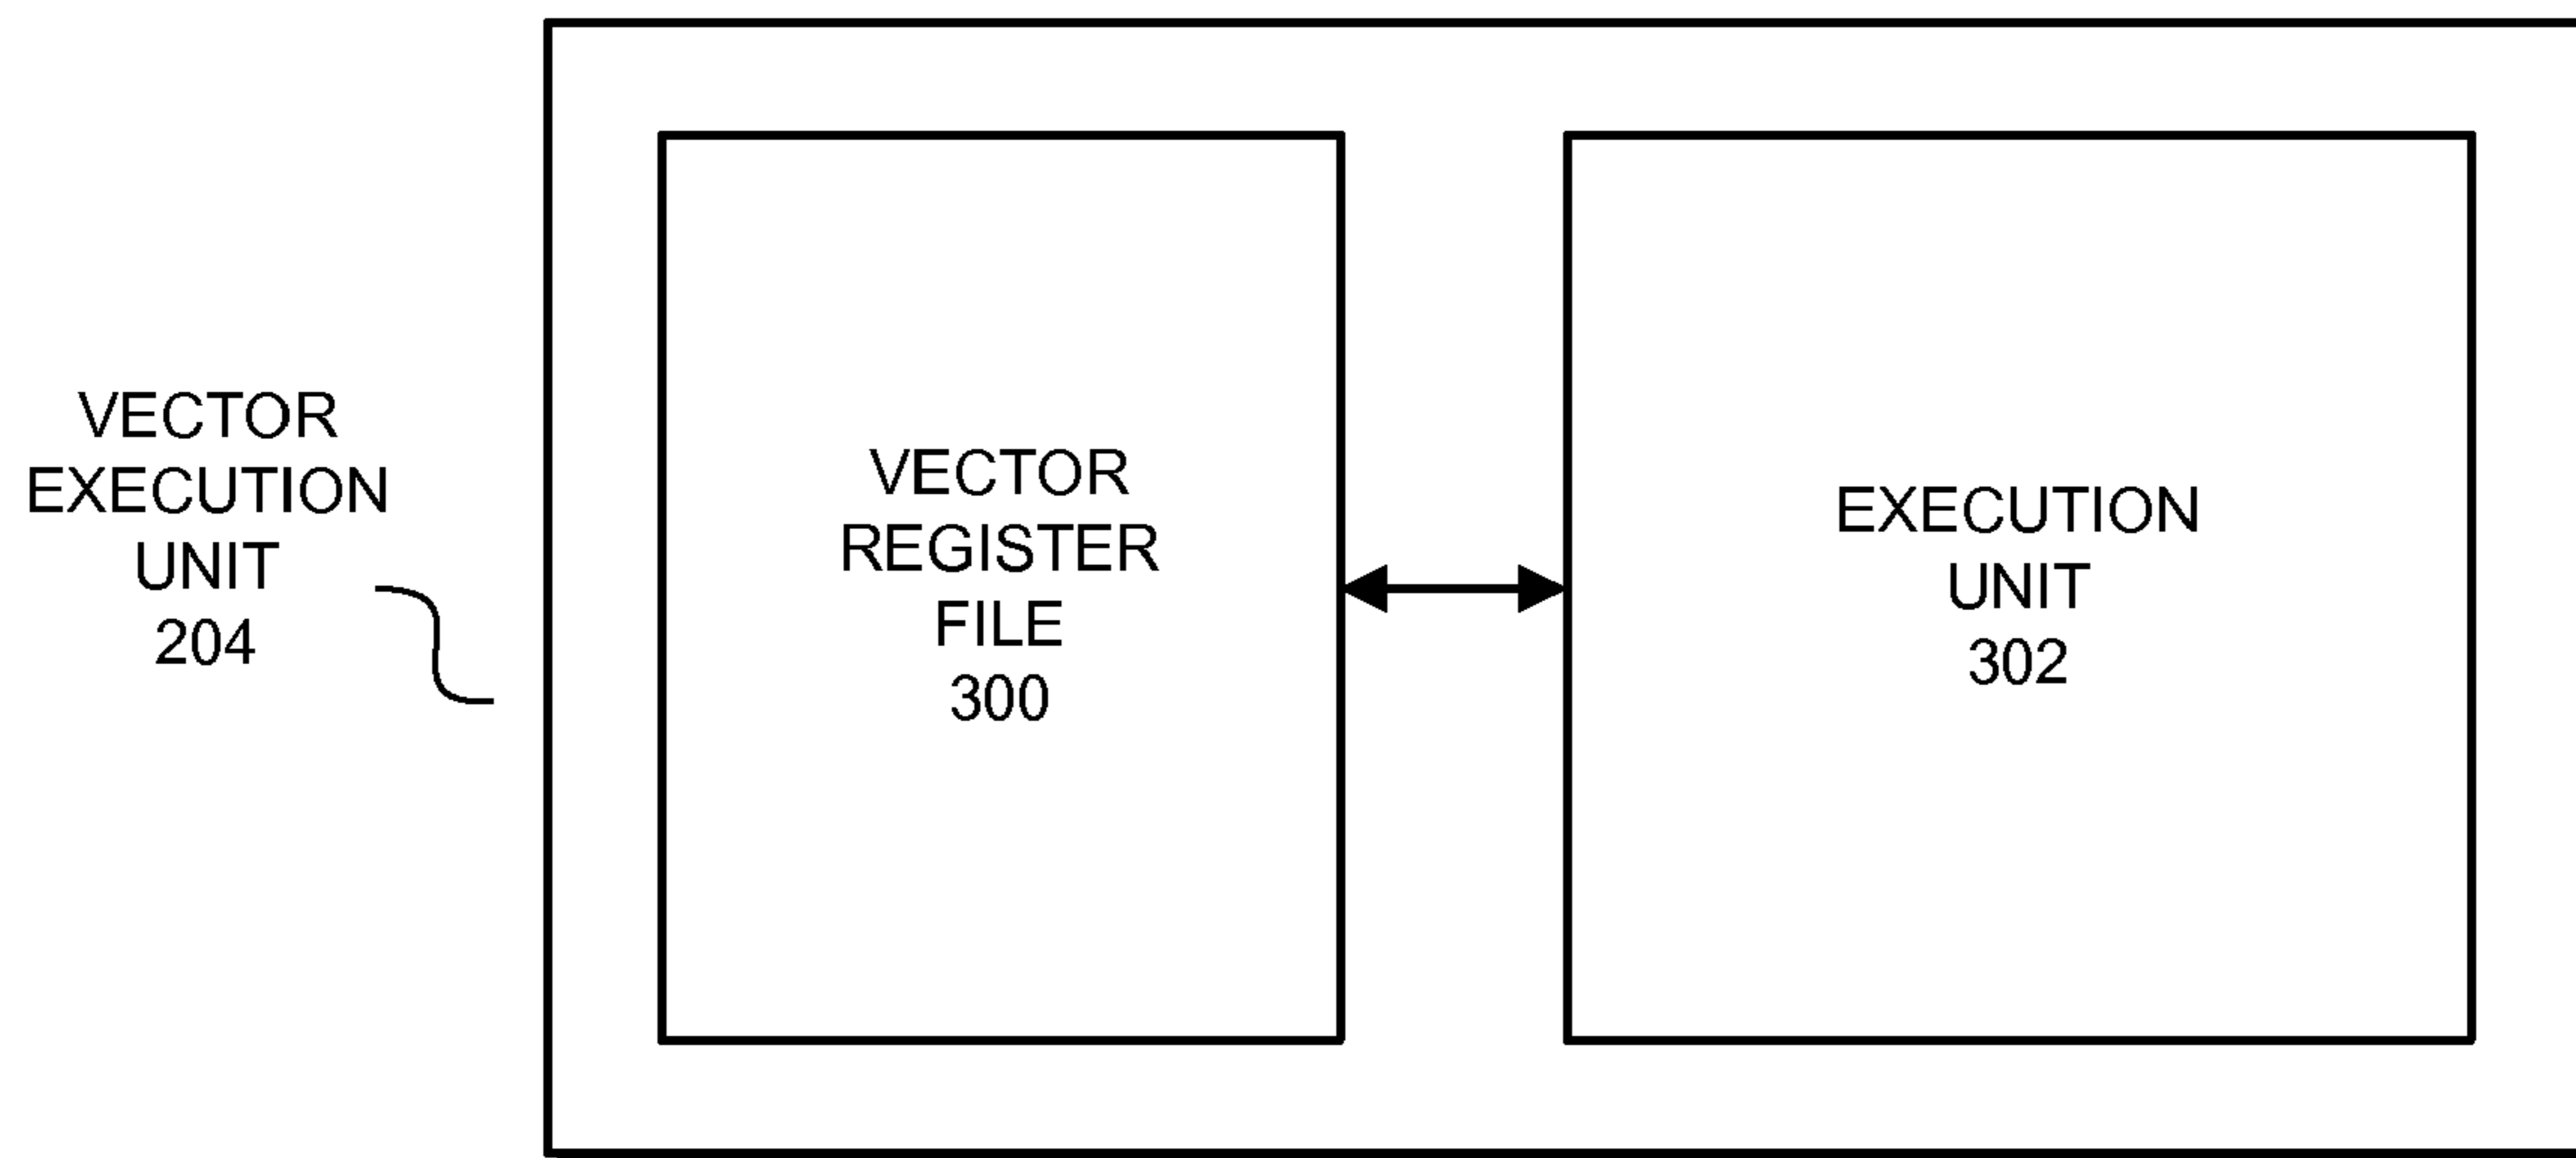 VECTOR
EXECUTION
UNIT
204
VECTOR
REGISTER
FILE
300
EXECUTION
UNIT
302